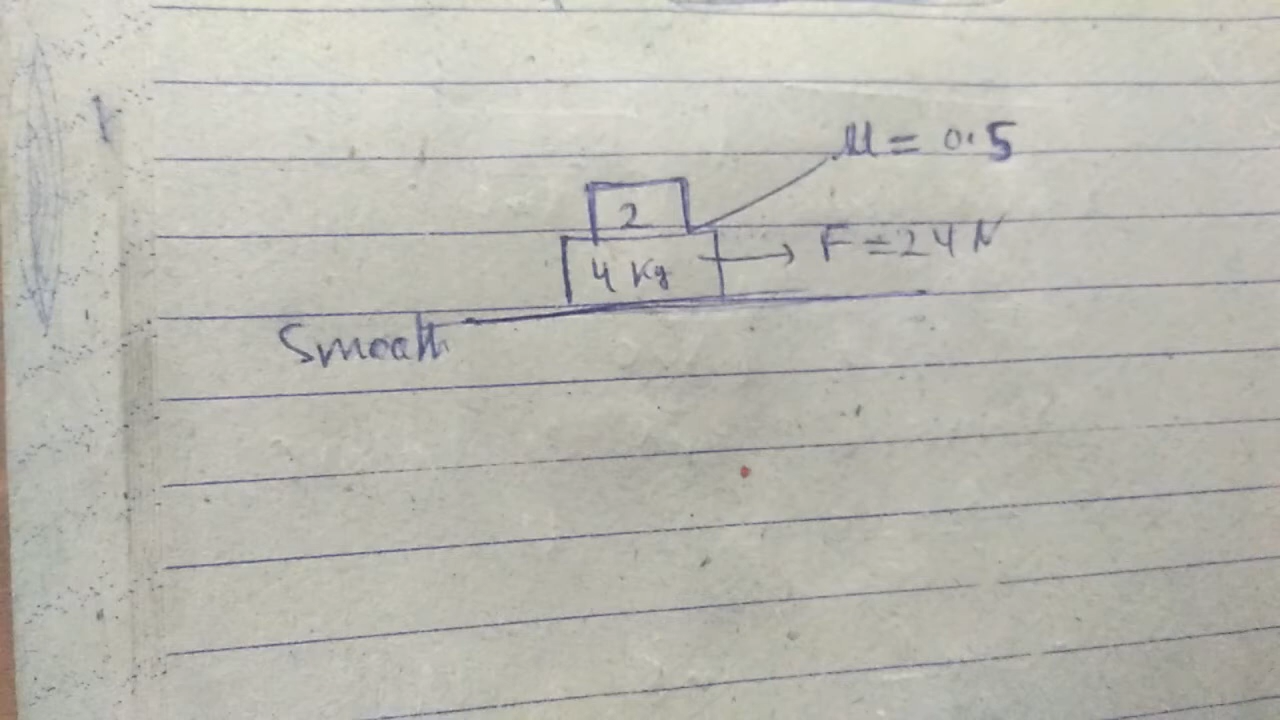 μ = 0.5
2
F = 24 N
4 Kg
Smooth